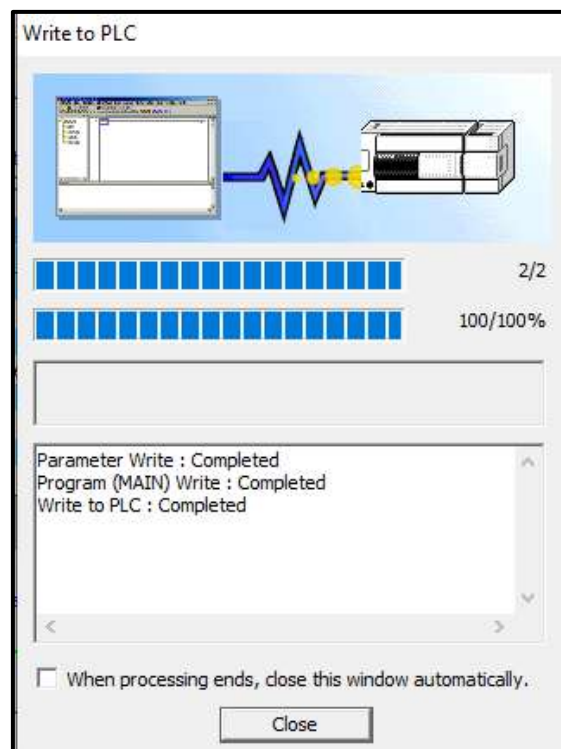 Write to PLC
2/2
100/100%
Parameter Write : Completed
Program (MAIN) Write : Completed
Write to PLC : Completed
When processing ends, close this window automatically.
Close